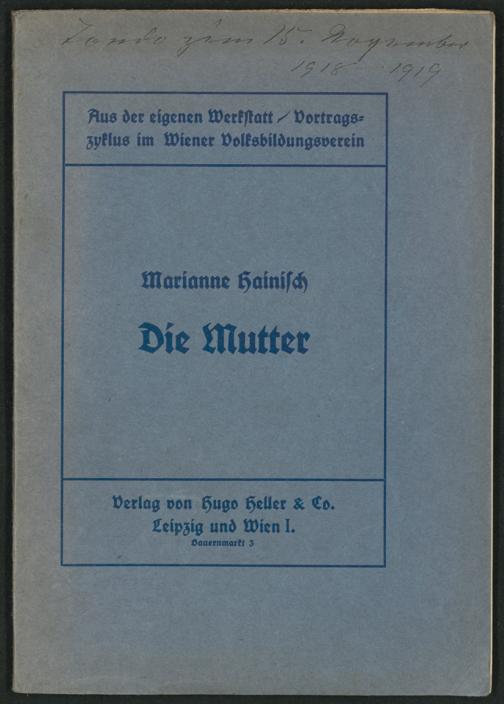 zum 15. November
1918 1919
Aus der eigenen Werkstatt / Vortrags-
zyklus im Wiener Volksbildungsverein
Marianne Hainisch
Die Mutter
Verlag von Hugo Heller & Co.
Leipzig und Wien I.
Bauernmarkt 3